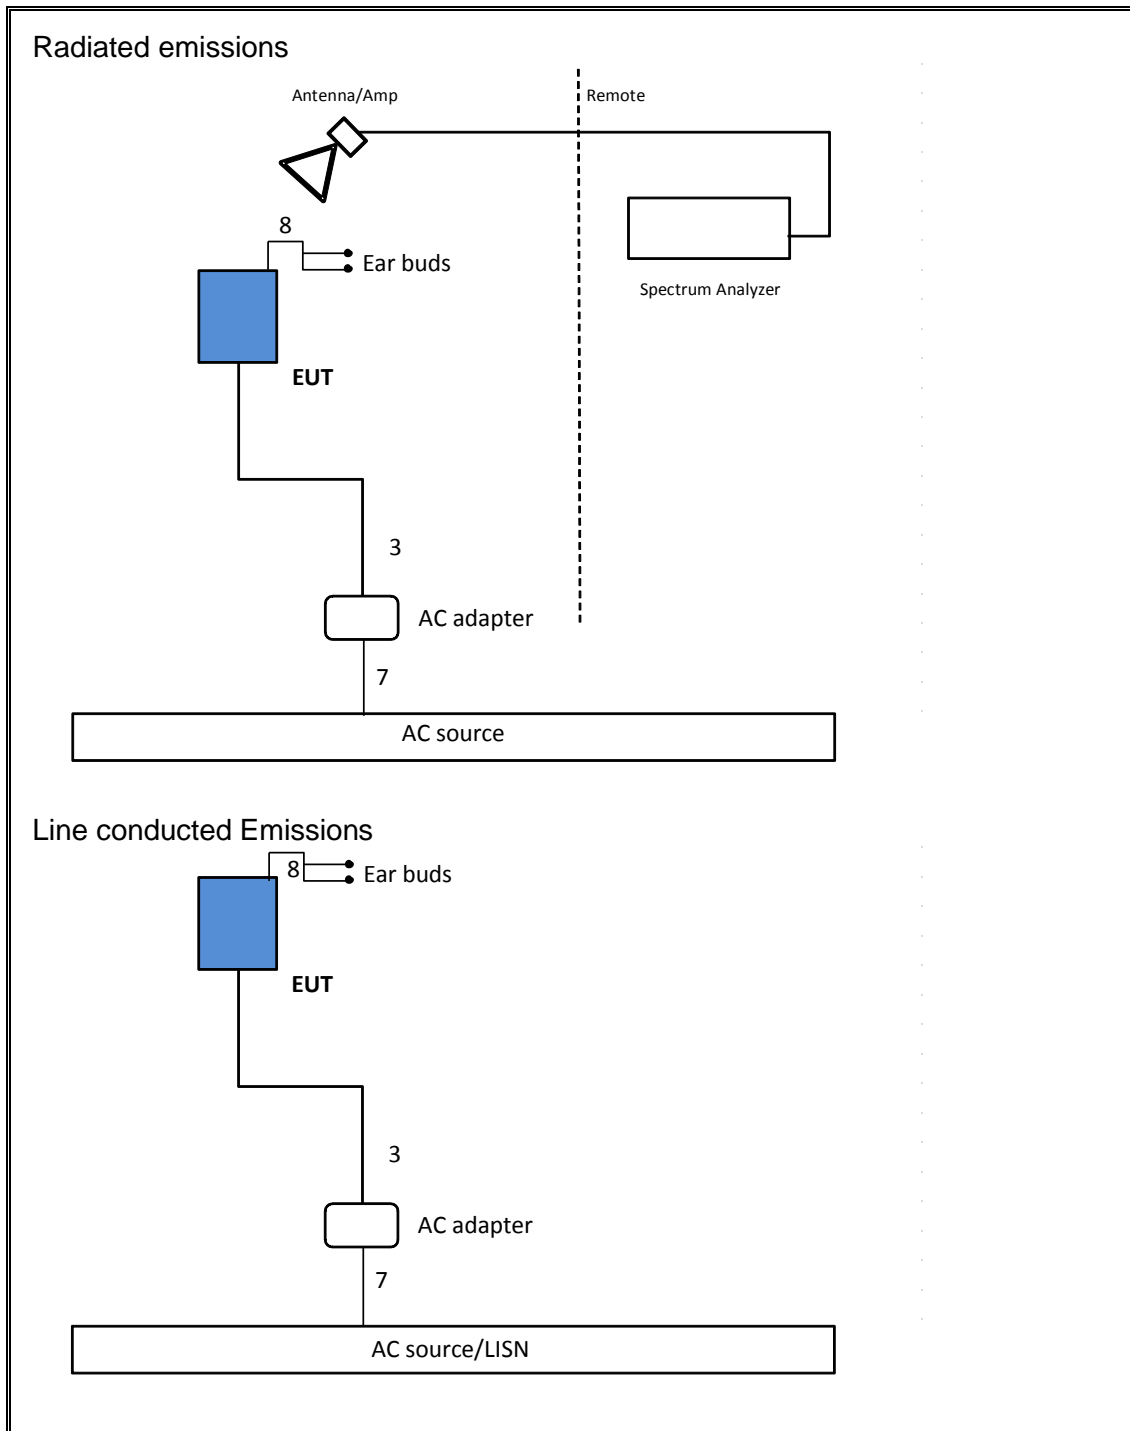 Radiated emissions
Antenna/Amp
Remote
8
Ear buds
Spectrum Analyzer
EUT
3
AC adapter
7
AC source
Line conducted Emissions
8
Ear buds
EUT
3
AC adapter
7
AC source/LISN